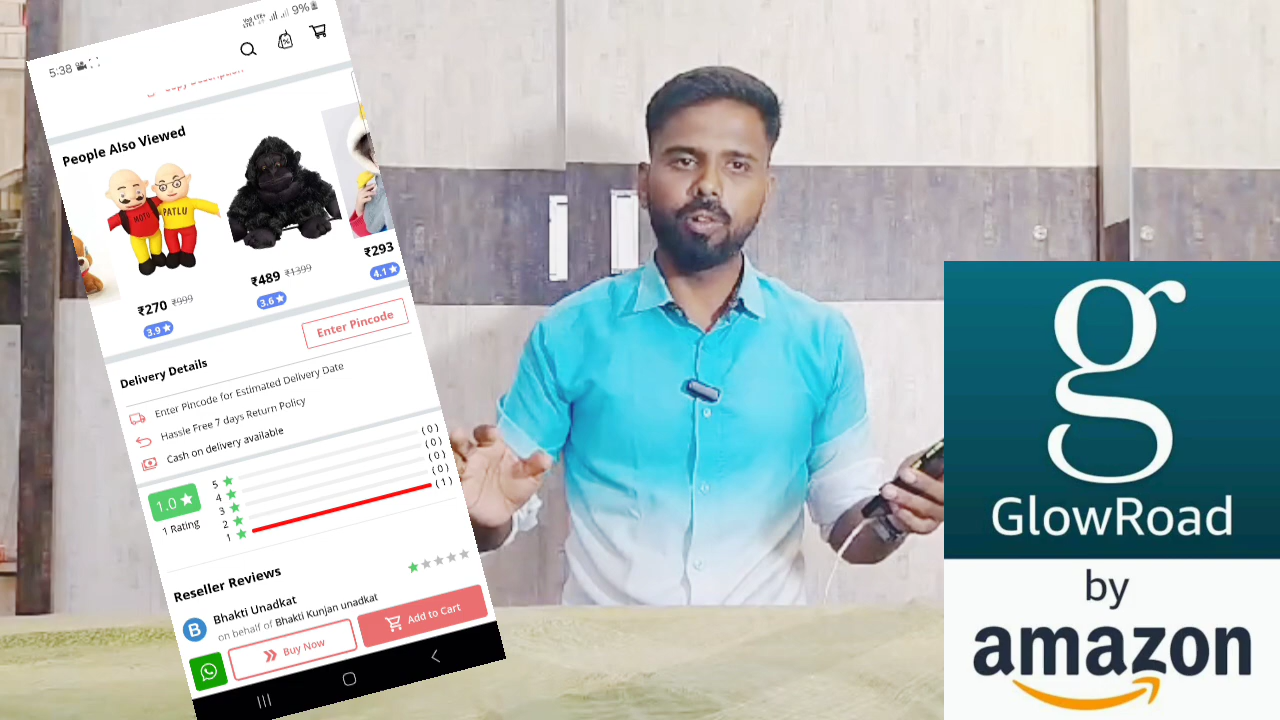 5:38
9%
People Also Viewed
MOTU
PATLU
₹270 ₹999
3.9 ★
₹489 ₹1399
3.6 ★
₹293
4.1 ★
Enter Pincode
Delivery Details
Enter Pincode for Estimated Delivery Date
Hassle Free 7 days Return Policy
Cash on delivery available
1.0 ★
1 Rating
5 ★ (0)
4 ★ (0)
3 ★ (0)
2 ★ (0)
1 ★ (1)
Reseller Reviews
B
Bhakti Unadkat
on behalf of Bhakti Kunjan unadkat
Buy Now
Add to Cart
g
GlowRoad
by
amazon